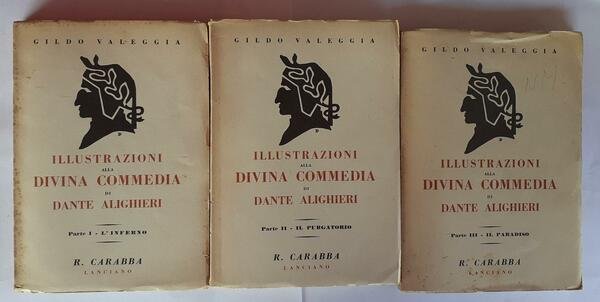 GILDO VALEGGIA
ILLUSTRAZIONI
ALLA
DIVINA COMMEDIA
DI
DANTE ALIGHIERI
Parte I - L'INFERNO
R. CARABBA
LANCIANO
GILDO VALEGGIA
ILLUSTRAZIONI
ALLA
DIVINA COMMEDIA
DI
DANTE ALIGHIERI
Parte II - IL PURGATORIO
R. CARABBA
LANCIANO
GILDO VALEGGIA
ILLUSTRAZIONI
ALLA
DIVINA COMMEDIA
DI
DANTE ALIGHIERI
Parte III - IL PARADISO
R. CARABBA
LANCIANO